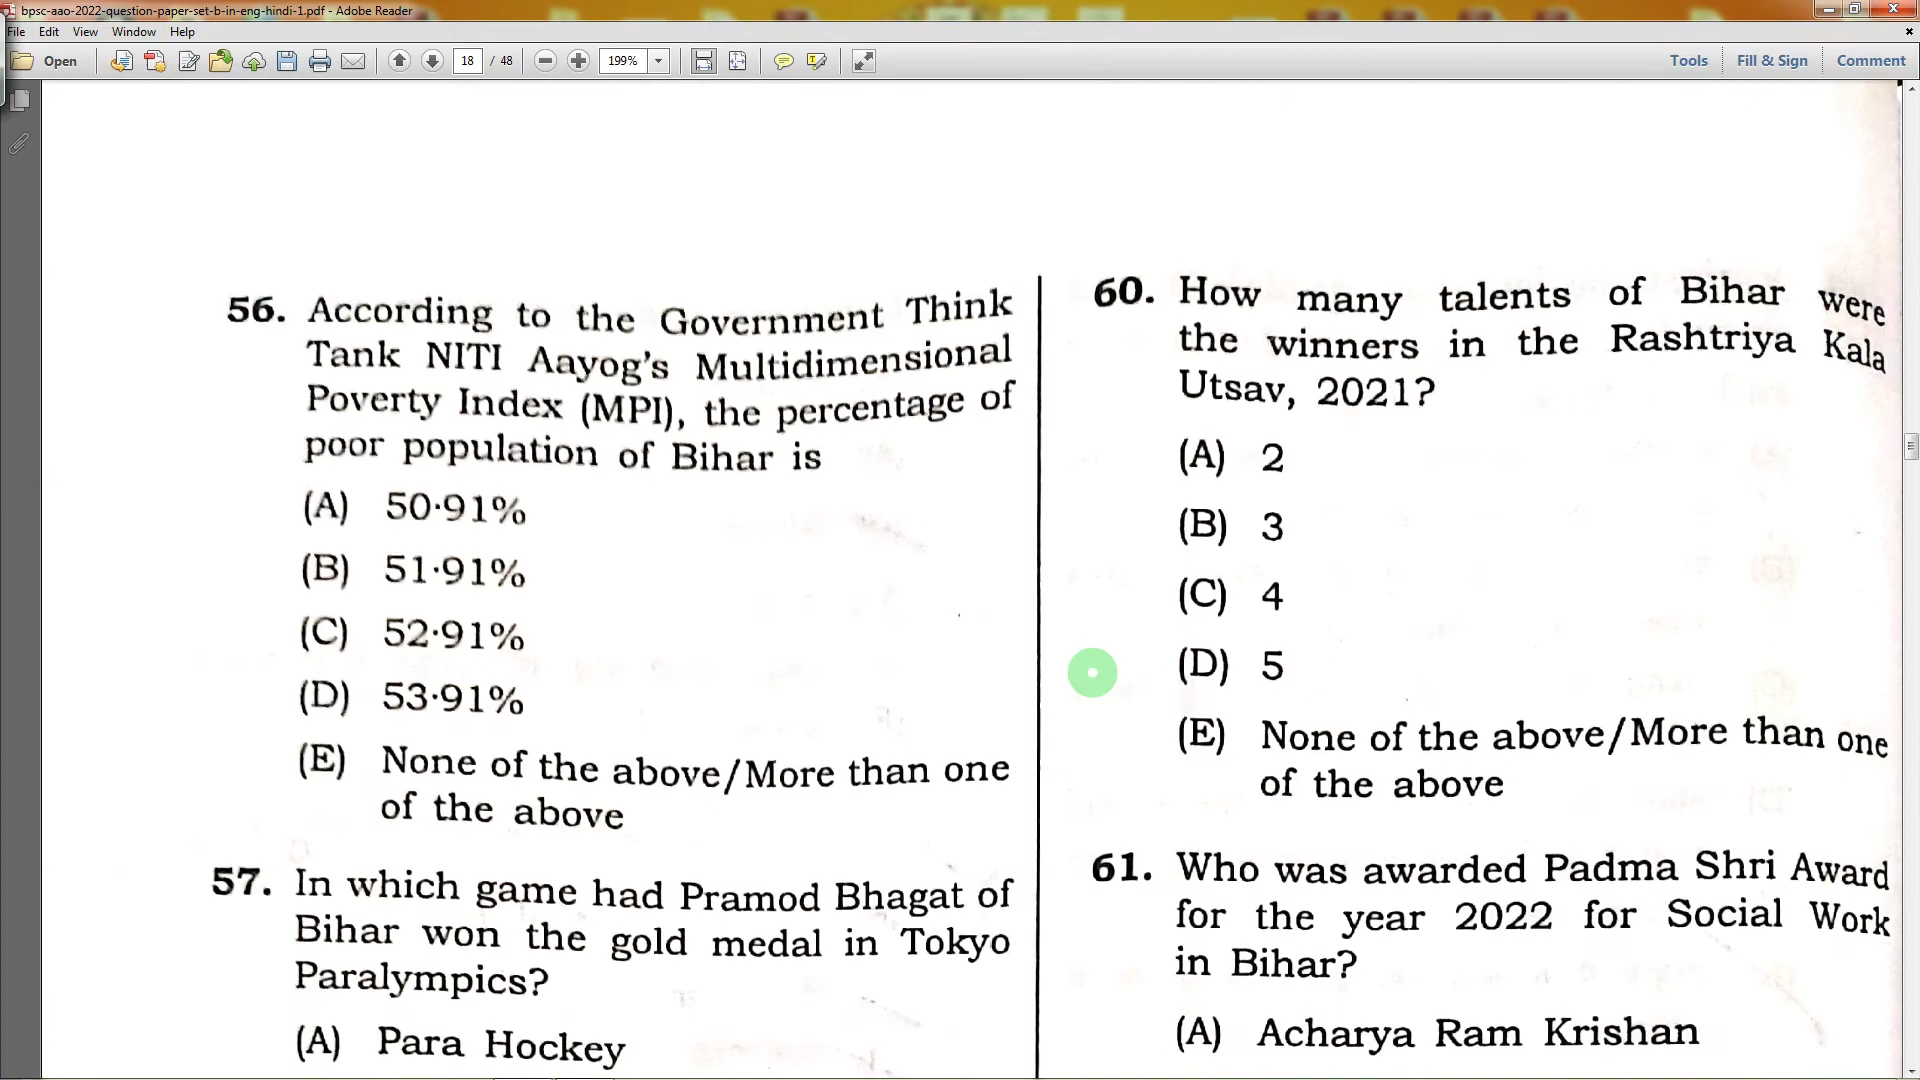 bpsc-aao-2022-question-paper-set-b-in-eng-hindi-1.pdf - Adobe Reader
File Edit View Window Help
Open 18 / 48 199% Tools Fill & Sign Comment
56. According to the Government Think
Tank NITI Aayog's Multidimensional
Poverty Index (MPI), the percentage of
poor population of Bihar is
(A) 50·91%
(B) 51·91%
(C) 52·91%
(D) 53·91%
(E) None of the above/More than one
of the above
57. In which game had Pramod Bhagat of
Bihar won the gold medal in Tokyo
Paralympics?
(A) Para Hockey
60. How many talents of Bihar were
the winners in the Rashtriya Kala
Utsav, 2021?
(A) 2
(B) 3
(C) 4
(D) 5
(E) None of the above/More than one
of the above
61. Who was awarded Padma Shri Award
for the year 2022 for Social Work
in Bihar?
(A) Acharya Ram Krishan